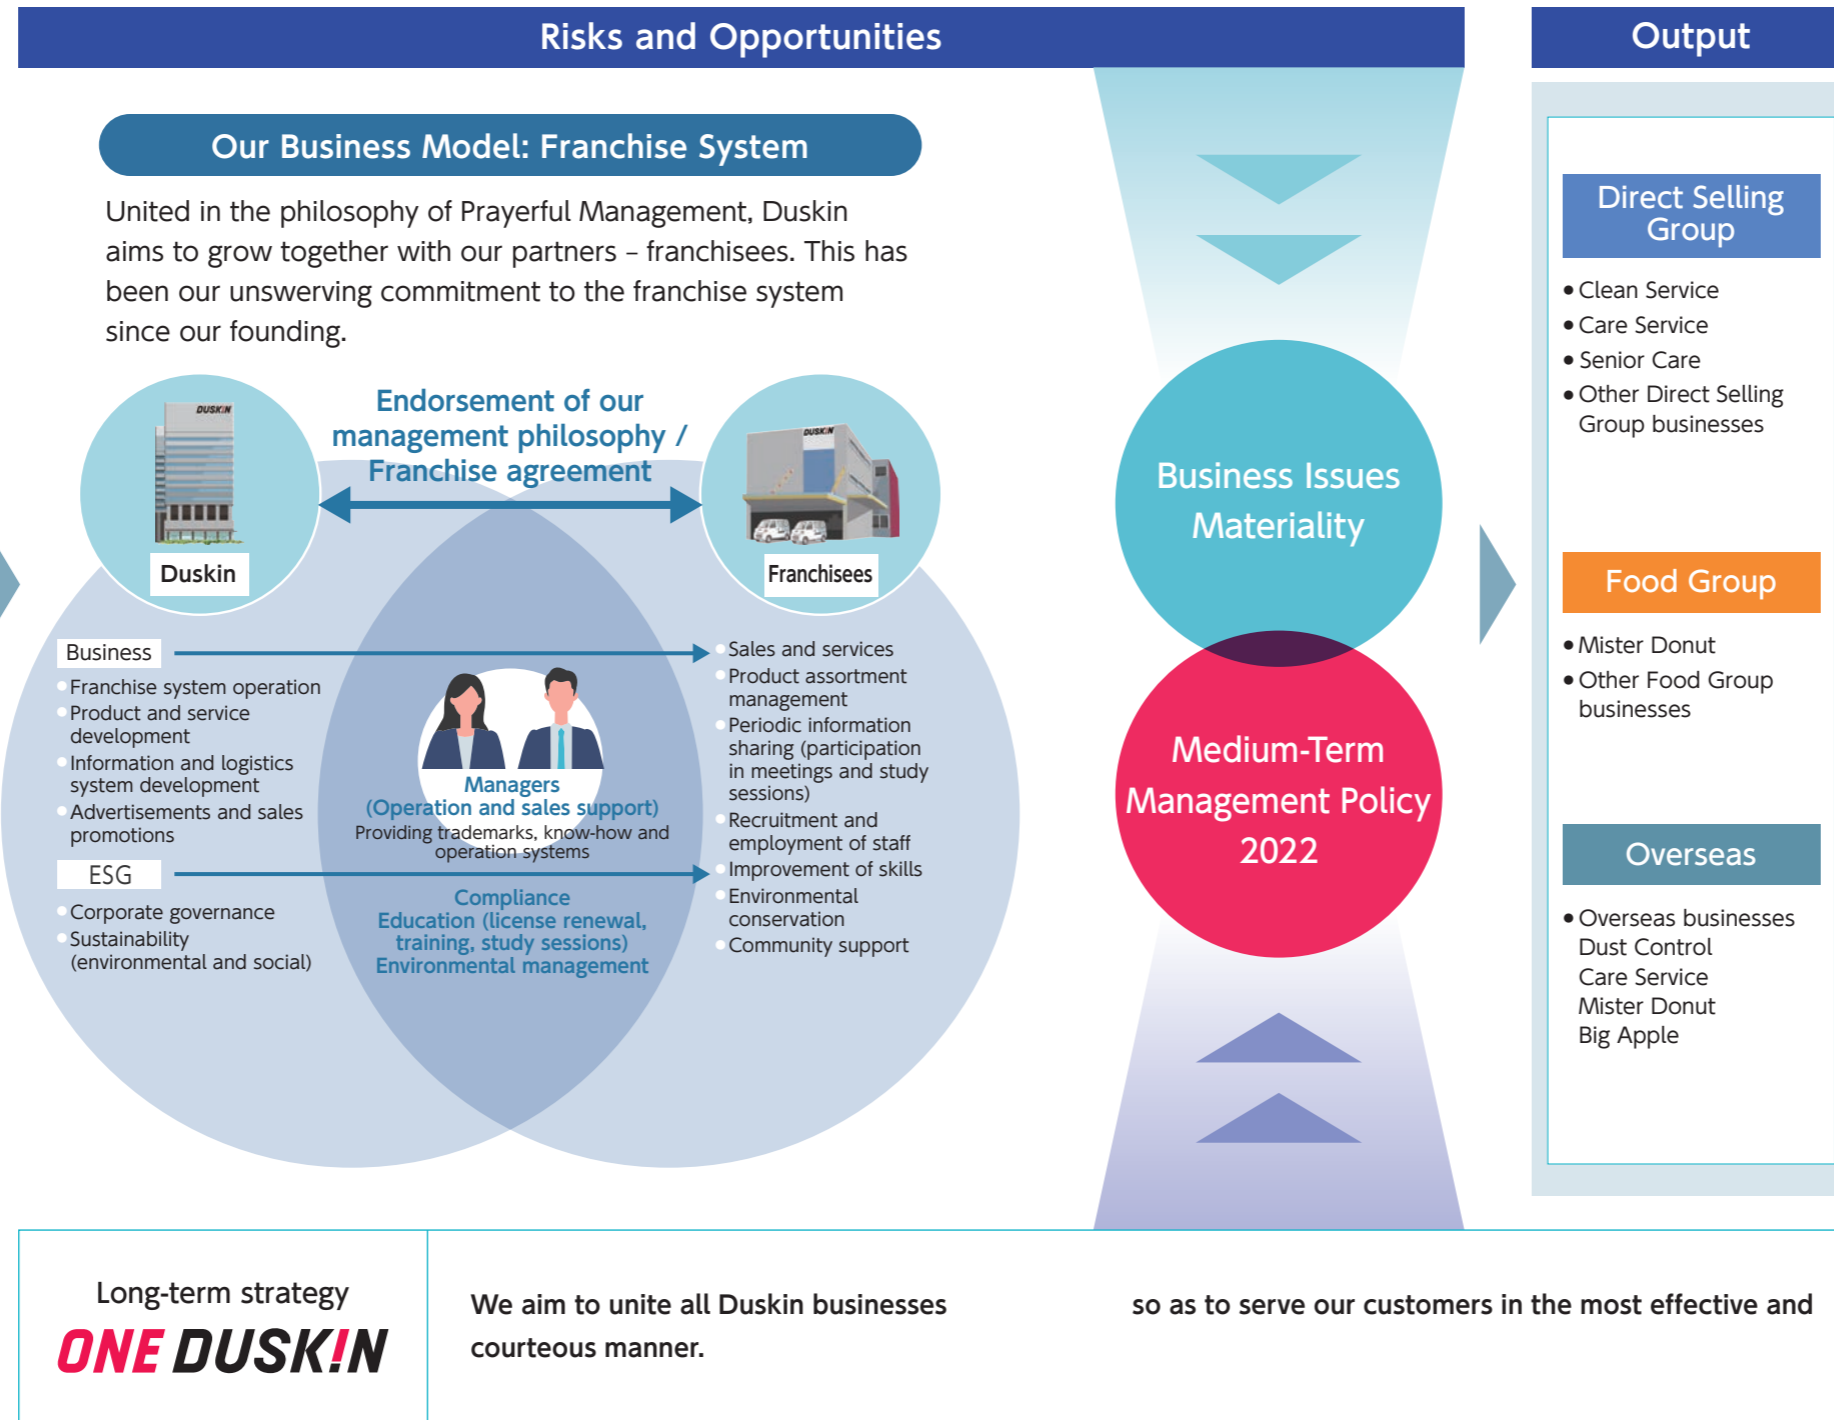 Risks and Opportunities
Our Business Model: Franchise System
United in the philosophy of Prayerful Management, Duskin
aims to grow together with our partners – franchisees. This has
been our unswerving commitment to the franchise system
since our founding.
DUSKIN
Duskin
Endorsement of our
management philosophy /
Franchise agreement
DUSKIN
Franchisees
Business
• Franchise system operation
• Product and service
development
• Information and logistics
system development
• Advertisements and sales
promotions
ESG
• Corporate governance
• Sustainability
(environmental and social)
Managers
(Operation and sales support)
Providing trademarks, know-how and
operation systems
Compliance
Education (license renewal,
training, study sessions)
Environmental management
• Sales and services
• Product assortment
management
• Periodic information
sharing (participation
in meetings and study
sessions)
• Recruitment and
employment of staff
• Improvement of skills
• Environmental
conservation
• Community support
Business Issues
Materiality
Medium-Term
Management Policy
2022
Output
Direct Selling
Group
• Clean Service
• Care Service
• Senior Care
• Other Direct Selling
Group businesses
Food Group
• Mister Donut
• Other Food Group
businesses
Overseas
• Overseas businesses
Dust Control
Care Service
Mister Donut
Big Apple
Long-term strategy
ONE DUSK!N
We aim to unite all Duskin businesses so as to serve our customers in the most effective and
courteous manner.